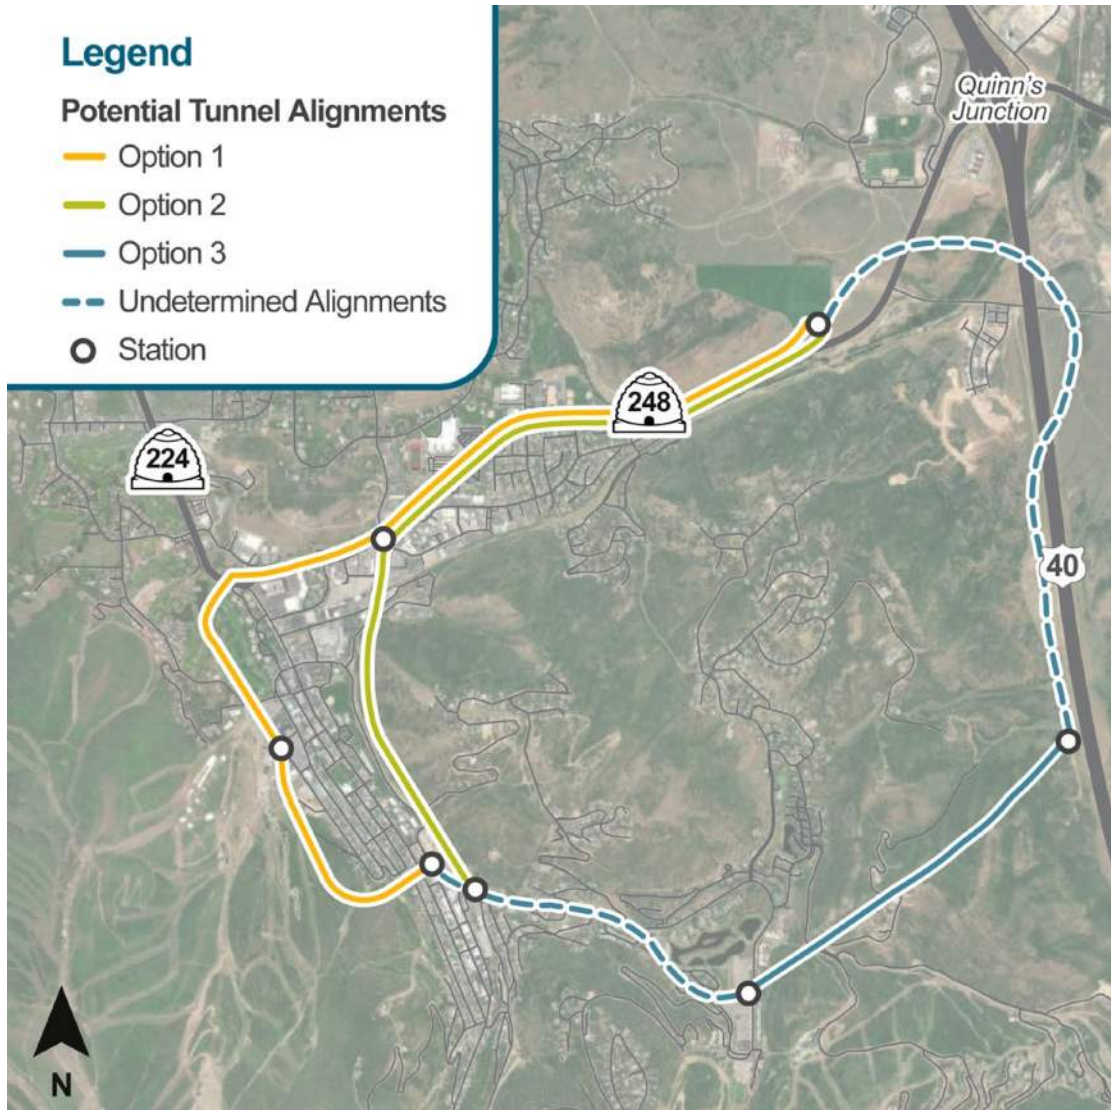 Legend
Potential Tunnel Alignments
Option 1
Option 2
Option 3
Undetermined Alignments
Station
Quinn's
Junction
248
224
40
N